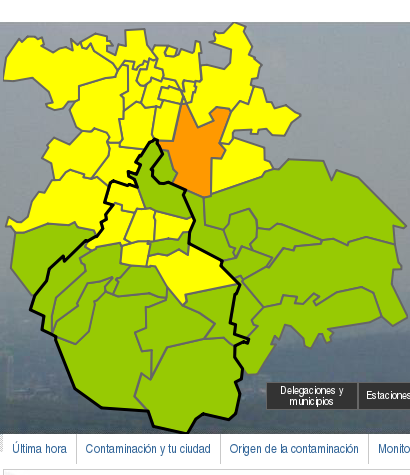 Delegaciones y
municipios
Estaciones
Última hora
Contaminación y tu ciudad
Origen de la contaminación
Monito